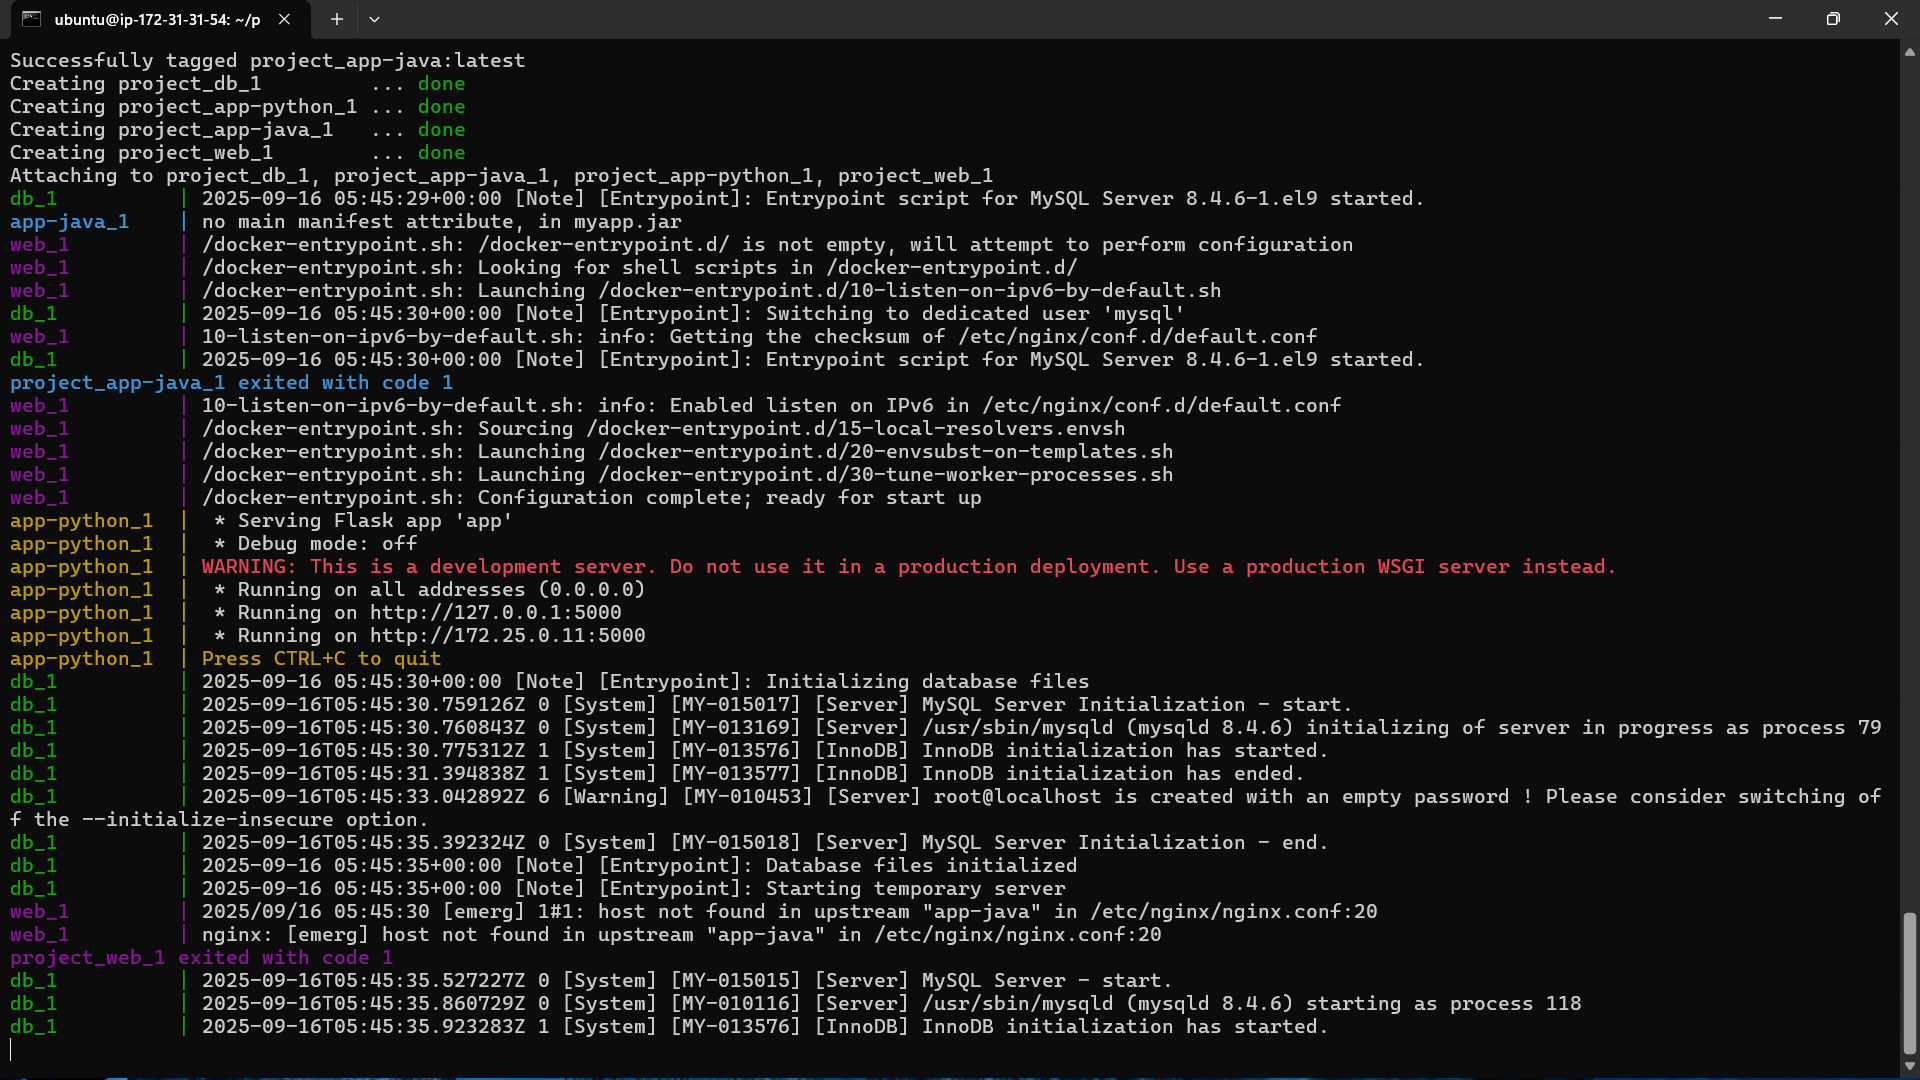 ubuntu@ip-172-31-31-54: ~/p
Successfully tagged project_app-java:latest
Creating project_db_1         ... done
Creating project_app-python_1 ... done
Creating project_app-java_1   ... done
Creating project_web_1        ... done
Attaching to project_db_1, project_app-java_1, project_app-python_1, project_web_1
db_1          | 2025-09-16 05:45:29+00:00 [Note] [Entrypoint]: Entrypoint script for MySQL Server 8.4.6-1.el9 started.
app-java_1    | no main manifest attribute, in myapp.jar
web_1         | /docker-entrypoint.sh: /docker-entrypoint.d/ is not empty, will attempt to perform configuration
web_1         | /docker-entrypoint.sh: Looking for shell scripts in /docker-entrypoint.d/
web_1         | /docker-entrypoint.sh: Launching /docker-entrypoint.d/10-listen-on-ipv6-by-default.sh
db_1          | 2025-09-16 05:45:30+00:00 [Note] [Entrypoint]: Switching to dedicated user 'mysql'
web_1         | 10-listen-on-ipv6-by-default.sh: info: Getting the checksum of /etc/nginx/conf.d/default.conf
db_1          | 2025-09-16 05:45:30+00:00 [Note] [Entrypoint]: Entrypoint script for MySQL Server 8.4.6-1.el9 started.
project_app-java_1 exited with code 1
web_1         | 10-listen-on-ipv6-by-default.sh: info: Enabled listen on IPv6 in /etc/nginx/conf.d/default.conf
web_1         | /docker-entrypoint.sh: Sourcing /docker-entrypoint.d/15-local-resolvers.envsh
web_1         | /docker-entrypoint.sh: Launching /docker-entrypoint.d/20-envsubst-on-templates.sh
web_1         | /docker-entrypoint.sh: Launching /docker-entrypoint.d/30-tune-worker-processes.sh
web_1         | /docker-entrypoint.sh: Configuration complete; ready for start up
app-python_1  |  * Serving Flask app 'app'
app-python_1  |  * Debug mode: off
app-python_1  | WARNING: This is a development server. Do not use it in a production deployment. Use a production WSGI server instead.
app-python_1  |  * Running on all addresses (0.0.0.0)
app-python_1  |  * Running on http://127.0.0.1:5000
app-python_1  |  * Running on http://172.25.0.11:5000
app-python_1  | Press CTRL+C to quit
db_1          | 2025-09-16 05:45:30+00:00 [Note] [Entrypoint]: Initializing database files
db_1          | 2025-09-16T05:45:30.759126Z 0 [System] [MY-015017] [Server] MySQL Server Initialization - start.
db_1          | 2025-09-16T05:45:30.760843Z 0 [System] [MY-013169] [Server] /usr/sbin/mysqld (mysqld 8.4.6) initializing of server in progress as process 79
db_1          | 2025-09-16T05:45:30.775312Z 1 [System] [MY-013576] [InnoDB] InnoDB initialization has started.
db_1          | 2025-09-16T05:45:31.394838Z 1 [System] [MY-013577] [InnoDB] InnoDB initialization has ended.
db_1          | 2025-09-16T05:45:33.042892Z 6 [Warning] [MY-010453] [Server] root@localhost is created with an empty password ! Please consider switching of
f the --initialize-insecure option.
db_1          | 2025-09-16T05:45:35.392324Z 0 [System] [MY-015018] [Server] MySQL Server Initialization - end.
db_1          | 2025-09-16 05:45:35+00:00 [Note] [Entrypoint]: Database files initialized
db_1          | 2025-09-16 05:45:35+00:00 [Note] [Entrypoint]: Starting temporary server
web_1         | 2025/09/16 05:45:30 [emerg] 1#1: host not found in upstream "app-java" in /etc/nginx/nginx.conf:20
web_1         | nginx: [emerg] host not found in upstream "app-java" in /etc/nginx/nginx.conf:20
project_web_1 exited with code 1
db_1          | 2025-09-16T05:45:35.527227Z 0 [System] [MY-015015] [Server] MySQL Server - start.
db_1          | 2025-09-16T05:45:35.860729Z 0 [System] [MY-010116] [Server] /usr/sbin/mysqld (mysqld 8.4.6) starting as process 118
db_1          | 2025-09-16T05:45:35.923283Z 1 [System] [MY-013576] [InnoDB] InnoDB initialization has started.